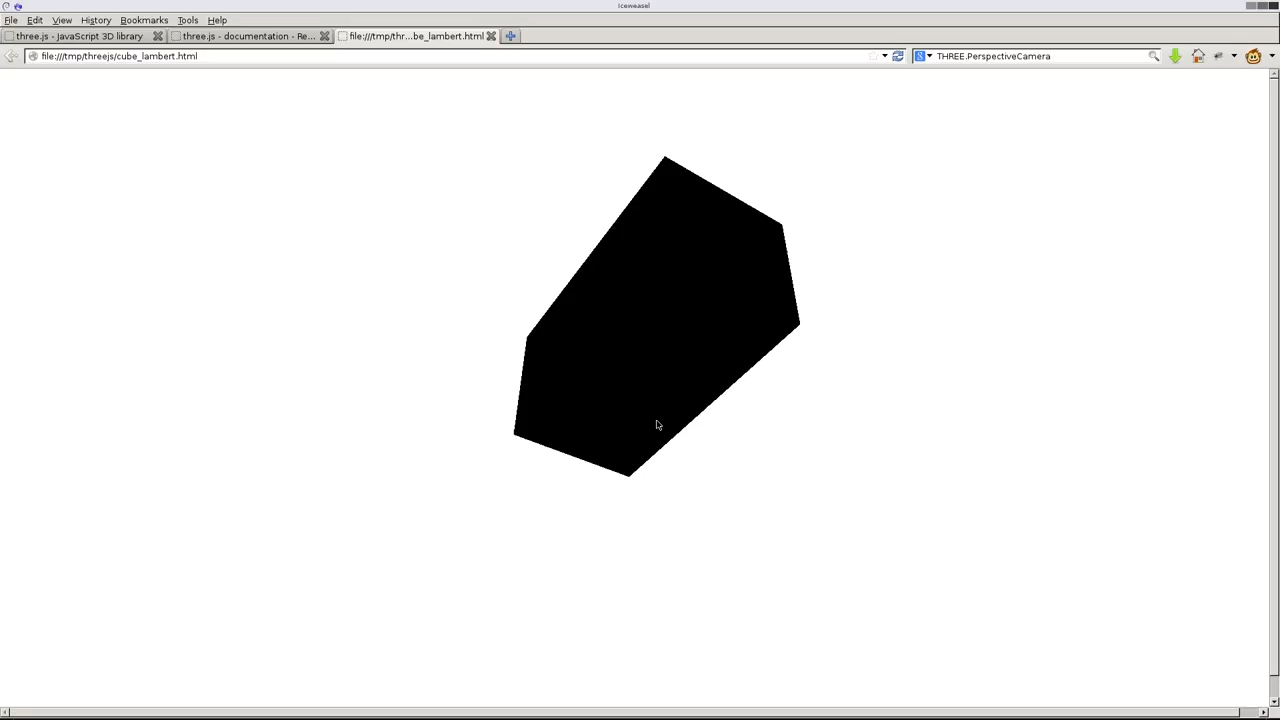 Iceweasel
File Edit View History Bookmarks Tools Help
three.js - JavaScript 3D library three.js - documentation - Re... file:///tmp/thr...be_lambert.html
file:///tmp/threejs/cube_lambert.html THREE.PerspectiveCamera